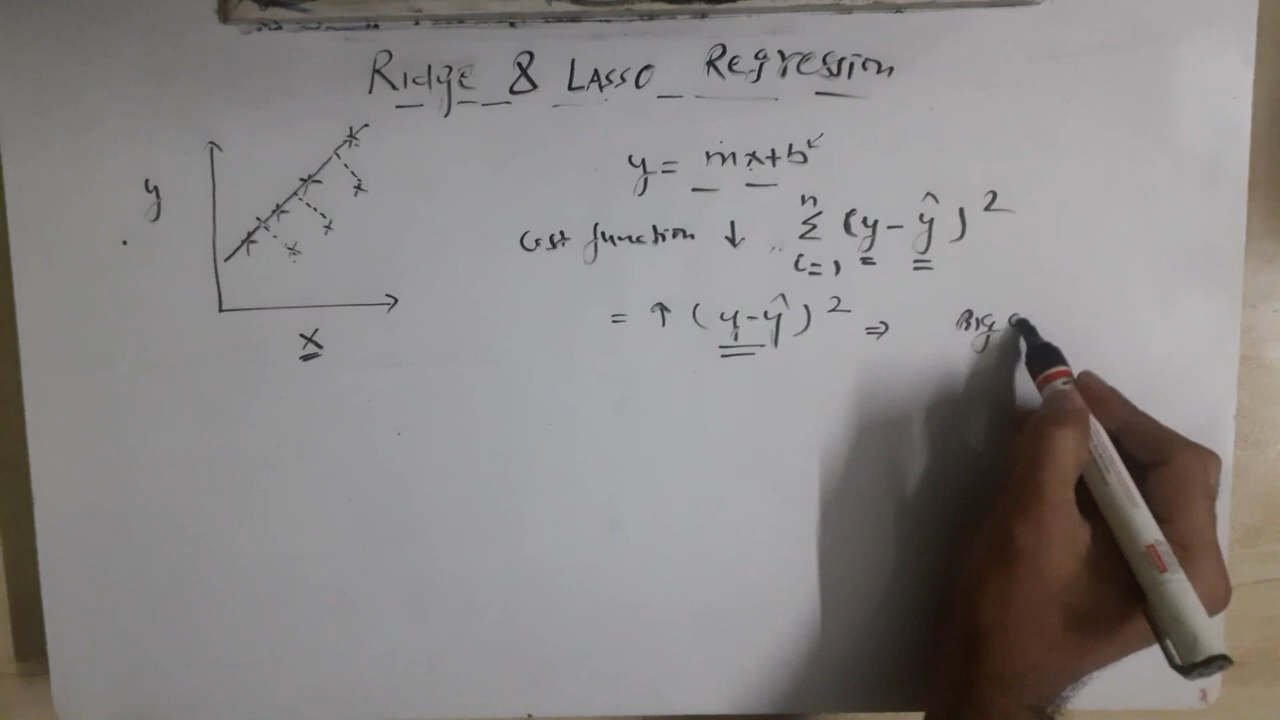 Ridge & Lasso Regression
y = mx+b
Cost function ↓ n ∑ i=1 (y-ŷ)²
= ↑ (y-ŷ)² ⇒ Big
y
x